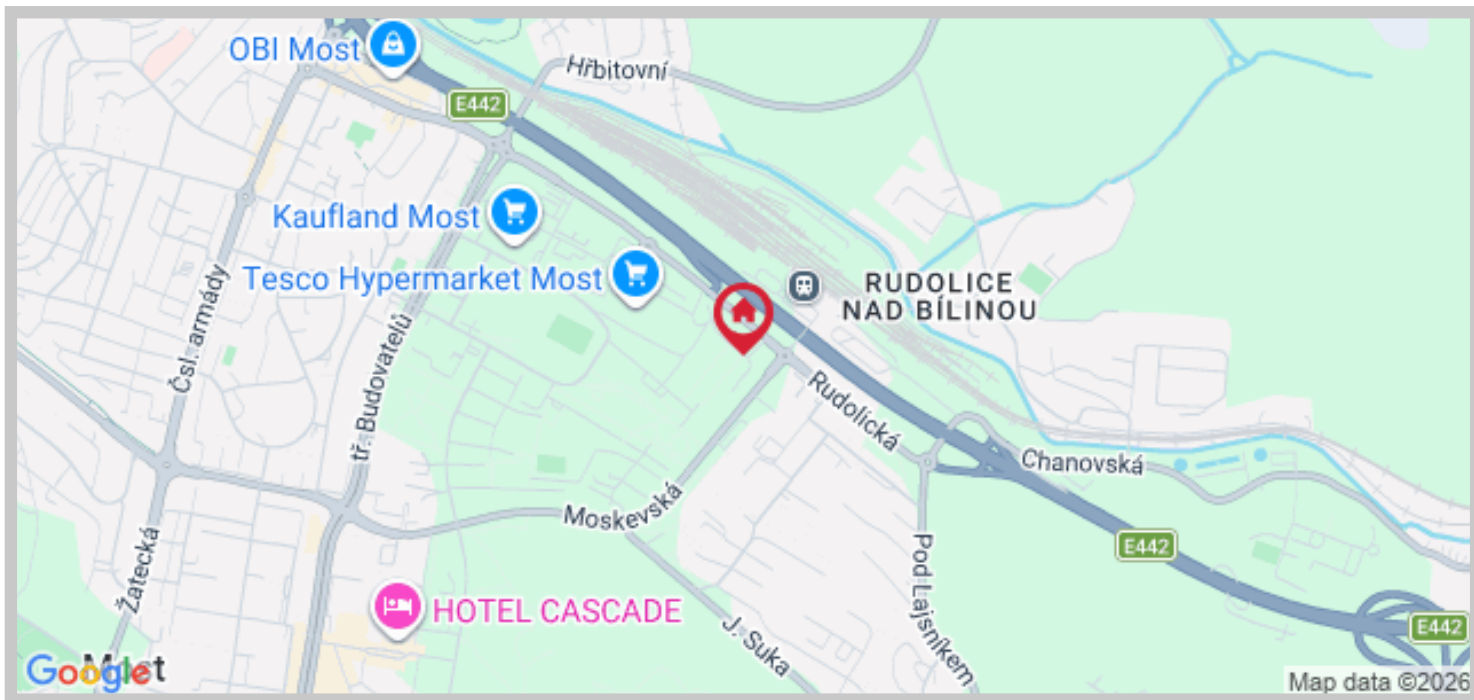 OBI Most
Hřbitovní
E442
Kaufland Most
Tesco Hypermarket Most
RUDOLICE
NAD BÍLINOU
Čsl. armády
tř. Budovatelů
Rudolická
Chanovská
Moskevská
E442
Žatecká
Pod Lajsníkem
HOTEL CASCADE
J. Suka
E442
Google
Most
Map data ©2026